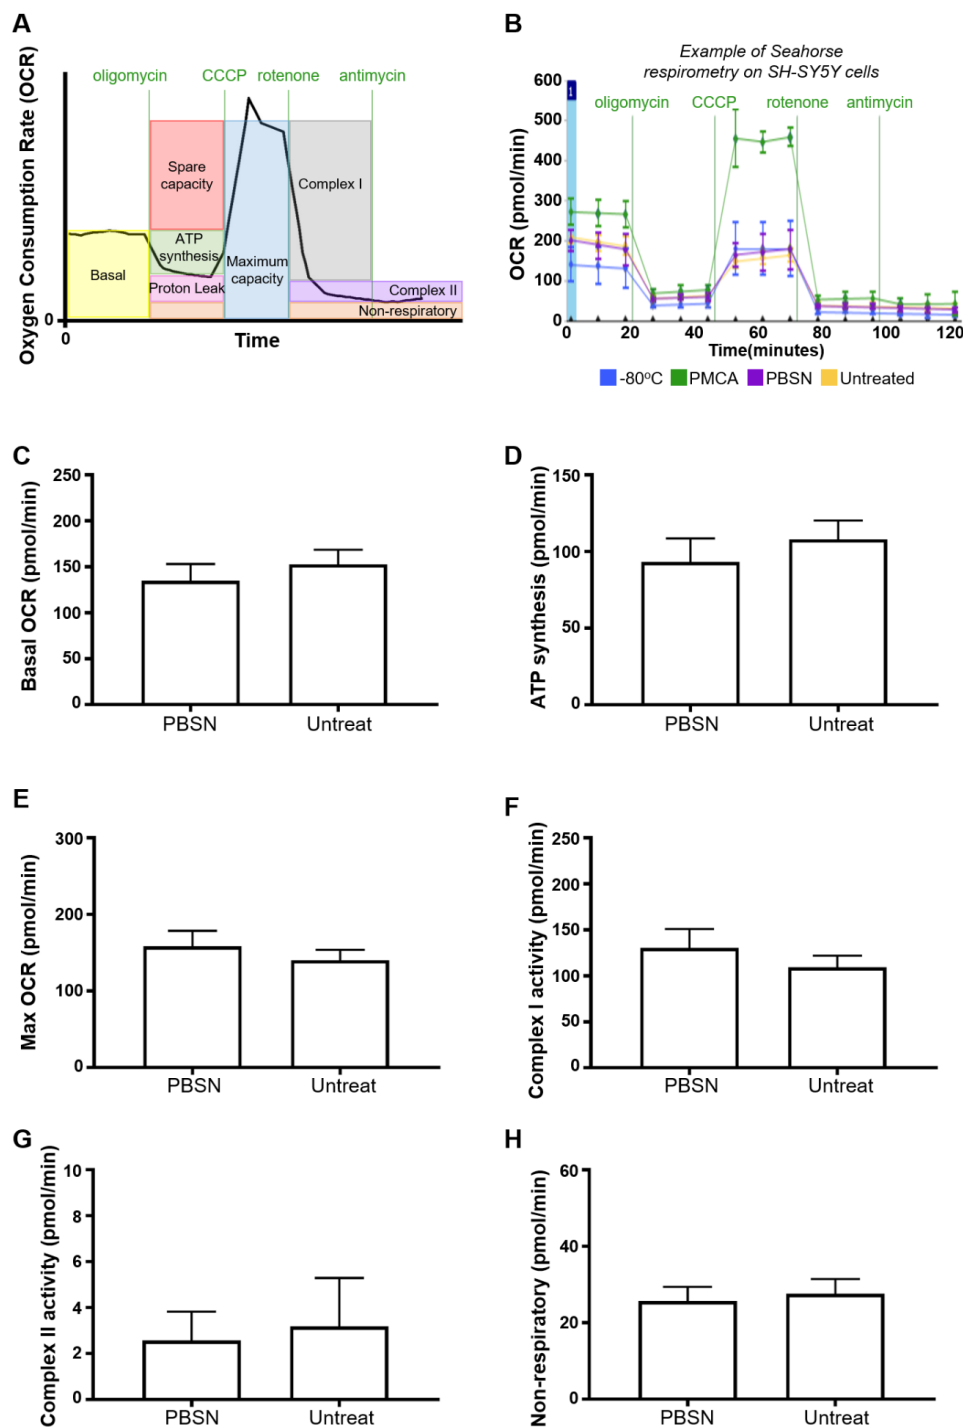 A
oligomycin CCCP rotenone antimycin
Oxygen Consumption Rate (OCR)
Spare
capacity
Complex I
ATP
synthesis
Basal
Maximum
capacity
Proton Leak
Complex II
Non-respiratory
0
0
Time
B
Example of Seahorse
respirometry on SH-SY5Y cells
1
oligomycin CCCP rotenone antimycin
OCR (pmol/min)
600
500
400
300
200
100
0
0 20 40 60 80 100 120
Time(minutes)
-80ºC PMCA PBSN Untreated
C
Basal OCR (pmol/min)
250
200
150
100
50
0
PBSN Untreat
D
ATP synthesis (pmol/min)
150
100
50
0
PBSN Untreat
E
Max OCR (pmol/min)
300
200
100
0
PBSN Untreat
F
Complex I activity (pmol/min)
250
200
150
100
50
0
PBSN Untreat
G
Complex II activity (pmol/min)
10
8
6
4
2
0
PBSN Untreat
H
Non-respiratory (pmol/min)
60
40
20
0
PBSN Untreat